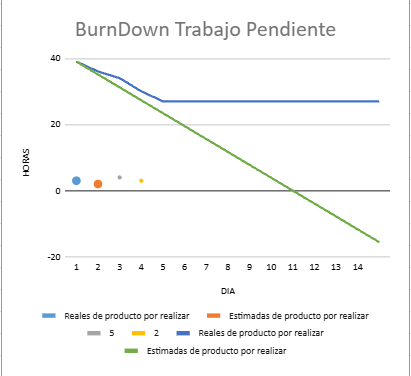 BurnDown Trabajo Pendiente
40
20
0
-20
HORAS
1 2 3 4 5 6 7 8 9 10 11 12 13 14
DIA
Reales de producto por realizar Estimadas de producto por realizar
5 2 Reales de producto por realizar
Estimadas de producto por realizar